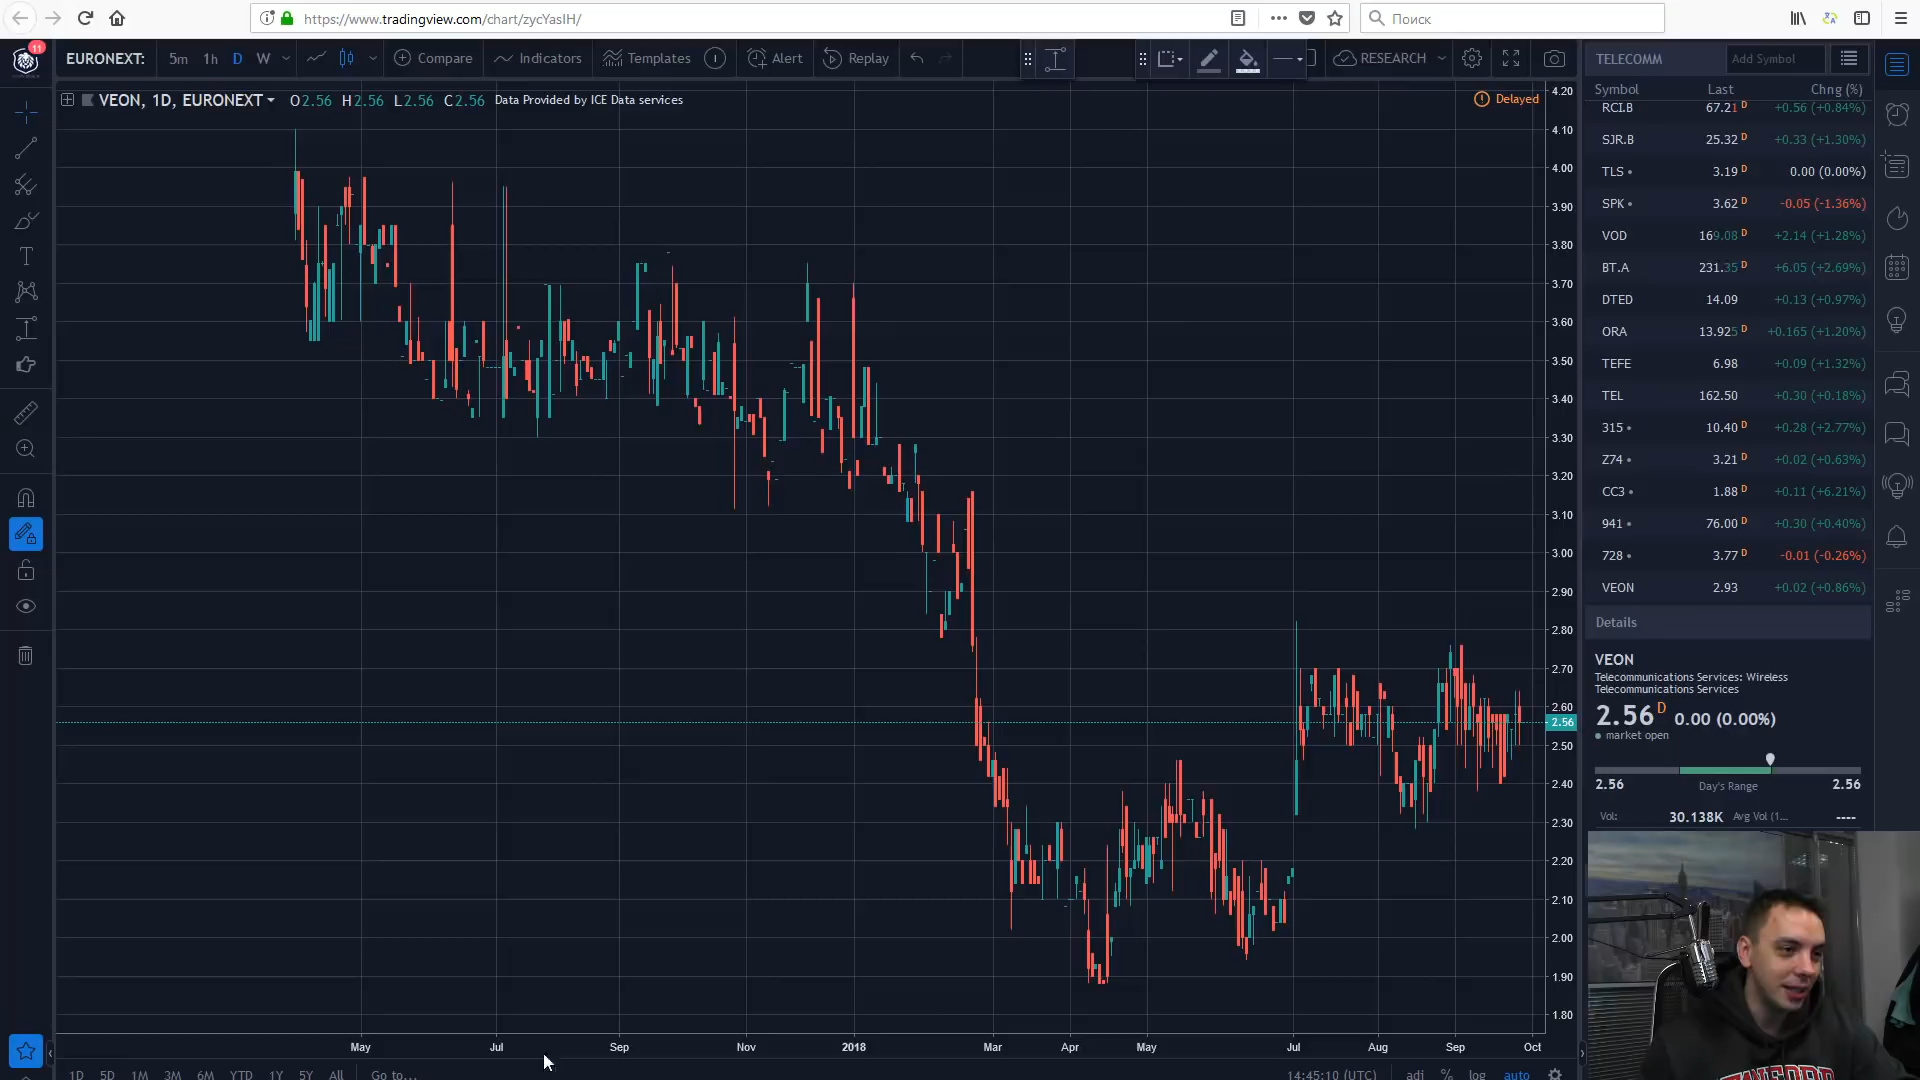 https://www.tradingview.com/chart/zycYasIH/
Поиск
11
EURONEXT:
5m 1h D W
Compare
Indicators
Templates
Alert
Replay
RESEARCH
VEON, 1D, EURONEXT O2.56 H2.56 L2.56 C2.56 Data Provided by ICE Data services
Delayed
TELECOMM
Add Symbol
Symbol Last Chng (%)
RCI.B 67.21 D +0.56 (+0.84%)
SJR.B 25.32 D +0.33 (+1.30%)
TLS 3.19 D 0.00 (0.00%)
SPK 3.62 D -0.05 (-1.36%)
VOD 169.08 D +2.14 (+1.28%)
BT.A 231.35 D +6.05 (+2.69%)
DTED 14.09 +0.13 (+0.97%)
ORA 13.925 D +0.165 (+1.20%)
TEFE 6.98 +0.09 (+1.32%)
TEL 162.50 +0.30 (+0.18%)
315 10.40 D +0.28 (+2.77%)
Z74 3.21 D +0.02 (+0.63%)
CC3 1.88 D +0.11 (+6.21%)
941 76.00 D +0.30 (+0.40%)
728 3.77 D -0.01 (-0.26%)
VEON 2.93 +0.02 (+0.86%)
Details
VEON
Telecommunications Services: Wireless
Telecommunications Services
2.56 D 0.00 (0.00%)
market open
2.56 Day's Range 2.56
Vol: 30.138K Avg Vol (1... ----
4.20
4.10
4.00
3.90
3.80
3.70
3.60
3.50
3.40
3.30
3.20
3.10
3.00
2.90
2.80
2.70
2.60
2.56
2.50
2.40
2.30
2.20
2.10
2.00
1.90
1.80
May Jul Sep Nov 2018 Mar Apr May Jul Aug Sep Oct
1D 5D 1M 3M 6M YTD 1Y 5Y All Go to...
14:45:10 (UTC) adj % log auto